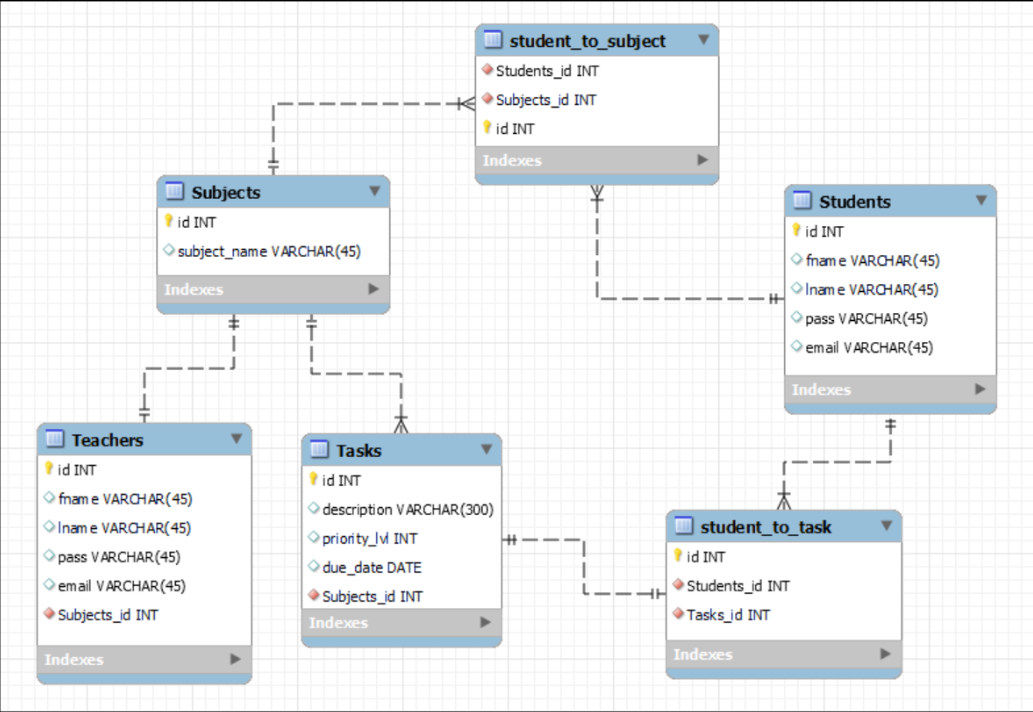 student_to_subject
Students_id INT
Subjects_id INT
id INT
Indexes
Subjects
id INT
subject_name VARCHAR(45)
Indexes
Students
id INT
fname VARCHAR(45)
lname VARCHAR(45)
pass VARCHAR(45)
email VARCHAR(45)
Indexes
Teachers
id INT
fname VARCHAR(45)
lname VARCHAR(45)
pass VARCHAR(45)
email VARCHAR(45)
Subjects_id INT
Indexes
Tasks
id INT
description VARCHAR(300)
priority_lvl INT
due_date DATE
Subjects_id INT
Indexes
student_to_task
id INT
Students_id INT
Tasks_id INT
Indexes